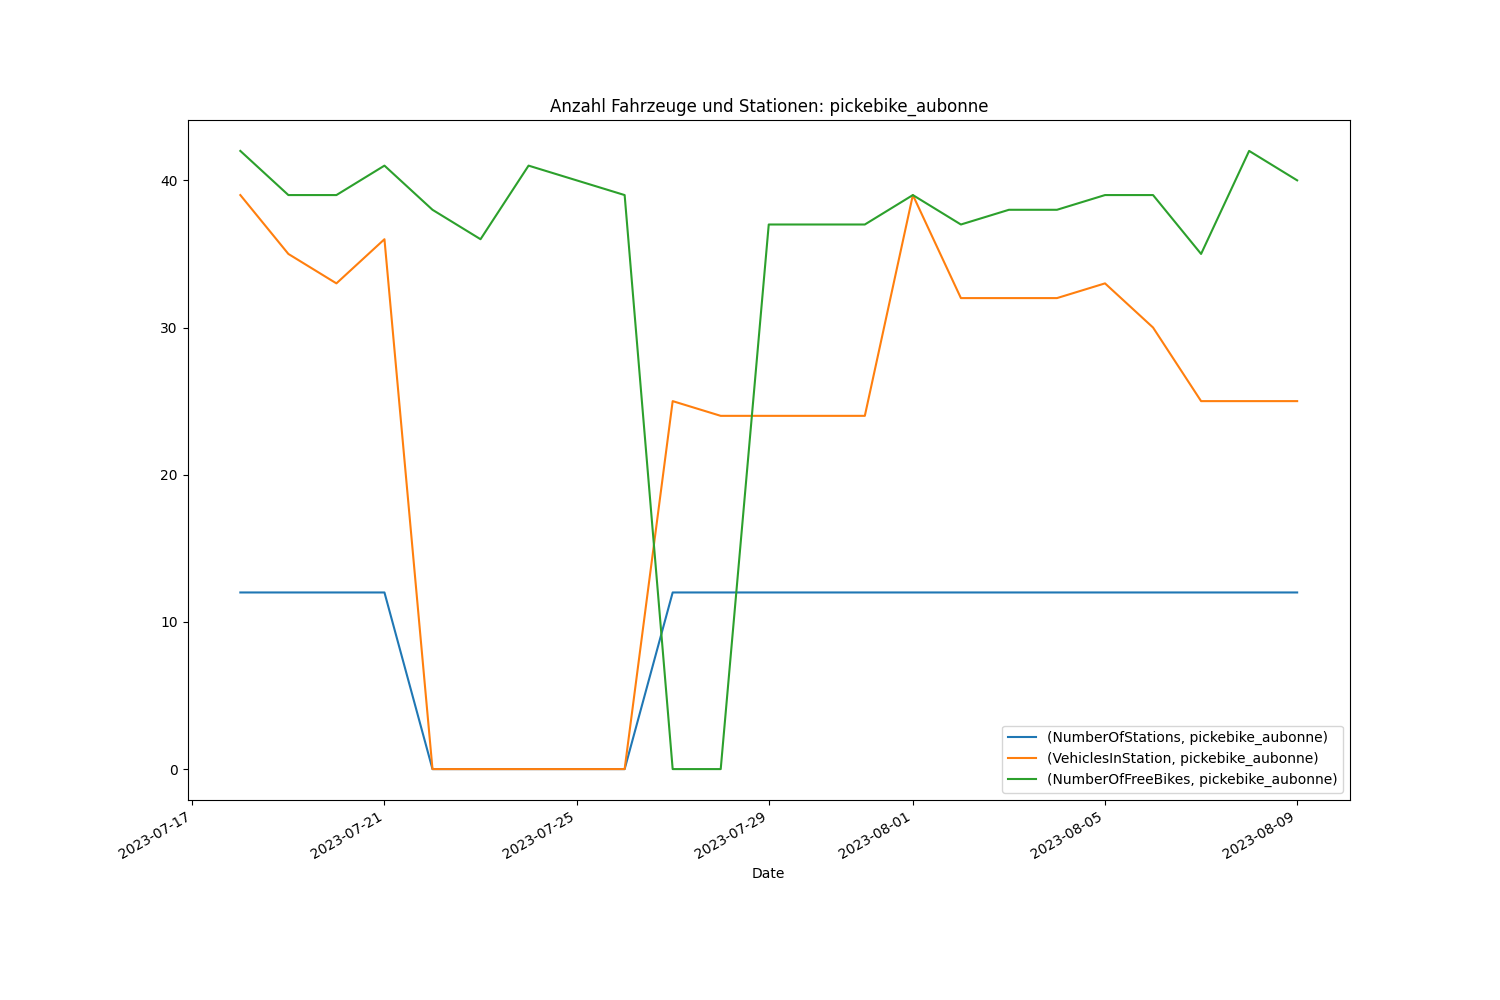 Anzahl Fahrzeuge und Stationen: pickebike_aubonne
40
30
20
10
0
2023-07-17
2023-07-21
2023-07-25
2023-07-29
2023-08-01
2023-08-05
2023-08-09
Date
(NumberOfStations, pickebike_aubonne)
(VehiclesInStation, pickebike_aubonne)
(NumberOfFreeBikes, pickebike_aubonne)